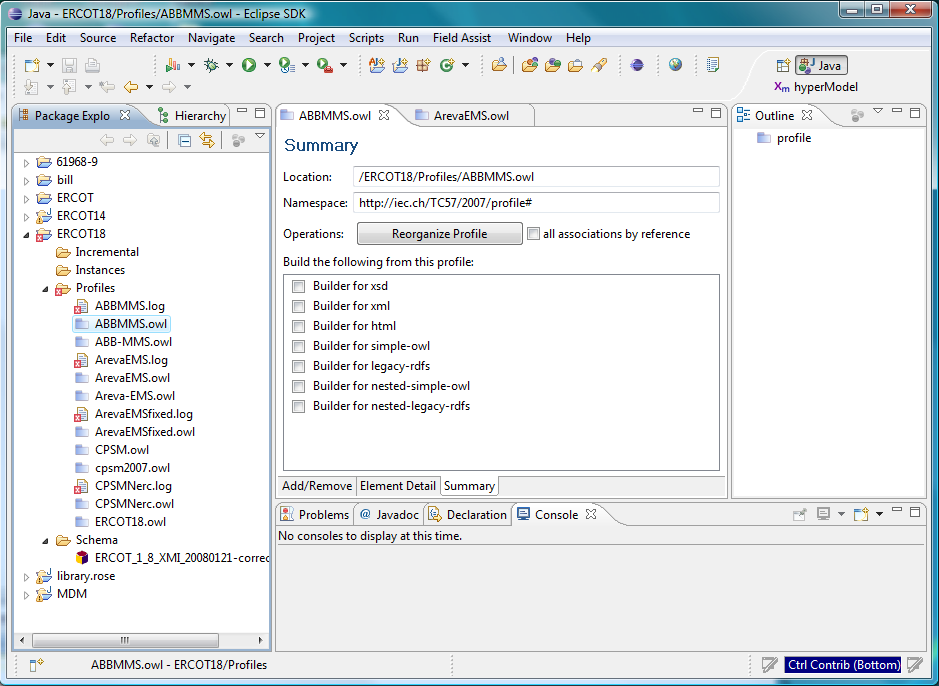 Java - ERCOT18/Profiles/ABBMMS.owl - Eclipse SDK
File Edit Source Refactor Navigate Search Project Scripts Run Field Assist Window Help
Java
Xm hyperModel
Package Explo
Hierarchy
61968-9
bill
ERCOT
ERCOT14
ERCOT18
Incremental
Instances
Profiles
ABBMMS.log
ABBMMS.owl
ABB-MMS.owl
ArevaEMS.log
ArevaEMS.owl
Areva-EMS.owl
ArevaEMSfixed.log
ArevaEMSfixed.owl
CPSM.owl
cpsm2007.owl
CPSMNerc.log
CPSMNerc.owl
ERCOT18.owl
Schema
ERCOT_1_8_XMI_20080121-correc
library.rose
MDM
ABBMMS.owl
ArevaEMS.owl
Summary
Location: /ERCOT18/Profiles/ABBMMS.owl
Namespace: http://iec.ch/TC57/2007/profile#
Operations: Reorganize Profile all associations by reference
Build the following from this profile:
Builder for xsd
Builder for xml
Builder for html
Builder for simple-owl
Builder for legacy-rdfs
Builder for nested-simple-owl
Builder for nested-legacy-rdfs
Add/Remove Element Detail Summary
Outline
profile
Problems @ Javadoc Declaration Console
No consoles to display at this time.
ABBMMS.owl - ERCOT18/Profiles
Ctrl Contrib (Bottom)